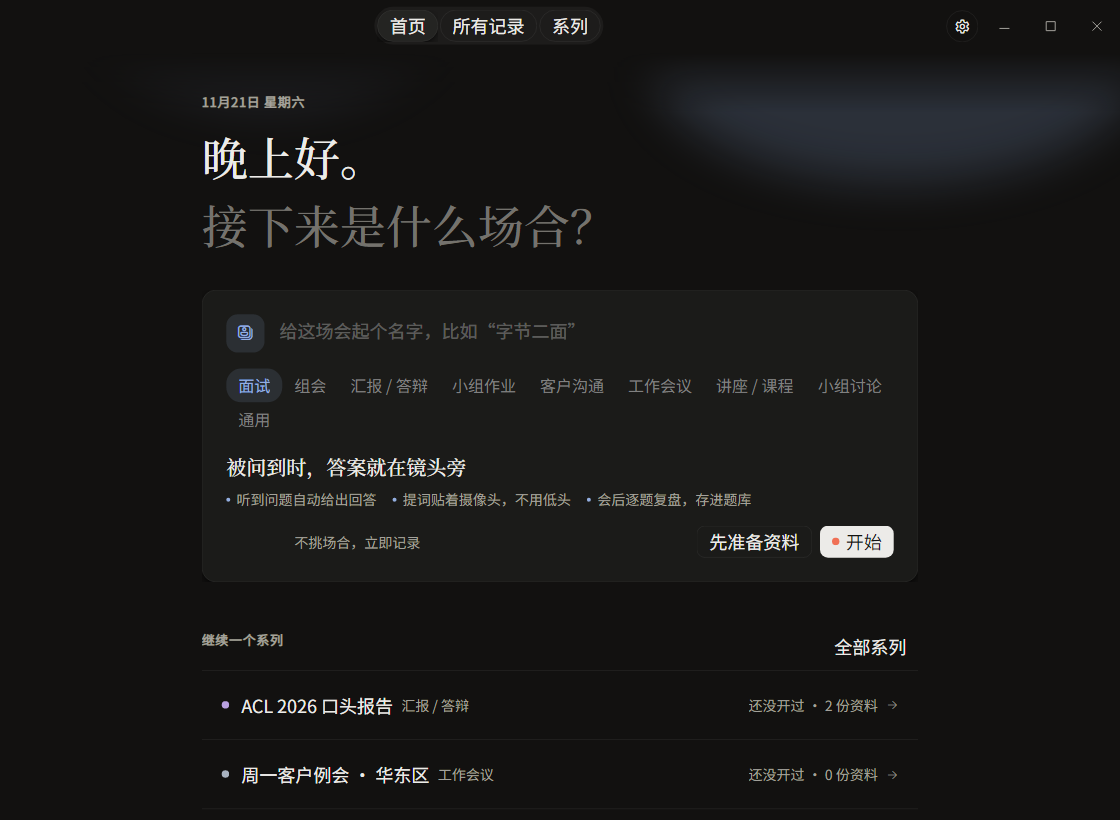 首页 所有记录 系列
11月21日 星期六
晚上好。
接下来是什么场合?
给这场会起个名字，比如“字节二面”
面试 组会 汇报 / 答辩 小组作业 客户沟通 工作会议 讲座 / 课程 小组讨论
通用
被问到时，答案就在镜头旁
• 听到问题自动给出回答 • 提词贴着摄像头，不用低头 • 会后逐题复盘，存进题库
不挑场合，立即记录 先准备资料 开始
继续一个系列 全部系列
ACL 2026 口头报告 汇报 / 答辩 还没开过 · 2 份资料 →
周一客户例会 · 华东区 工作会议 还没开过 · 0 份资料 →